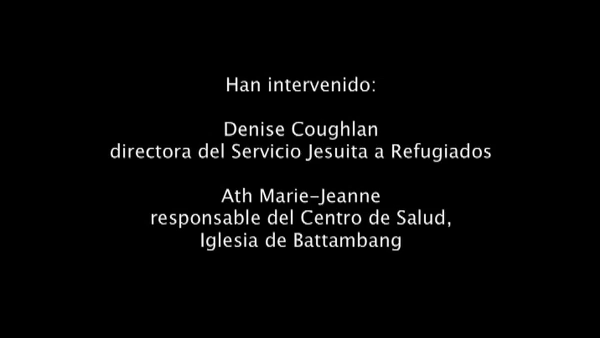 Han intervenido:
Denise Coughlan
directora del Servicio Jesuita a Refugiados
Ath Marie-Jeanne
responsable del Centro de Salud,
Iglesia de Battambang